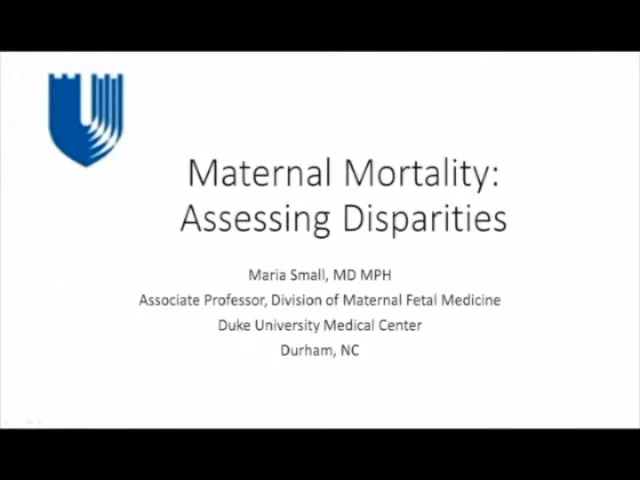 Maternal Mortality:
Assessing Disparities
Maria Small, MD MPH
Associate Professor, Division of Maternal Fetal Medicine
Duke University Medical Center
Durham, NC